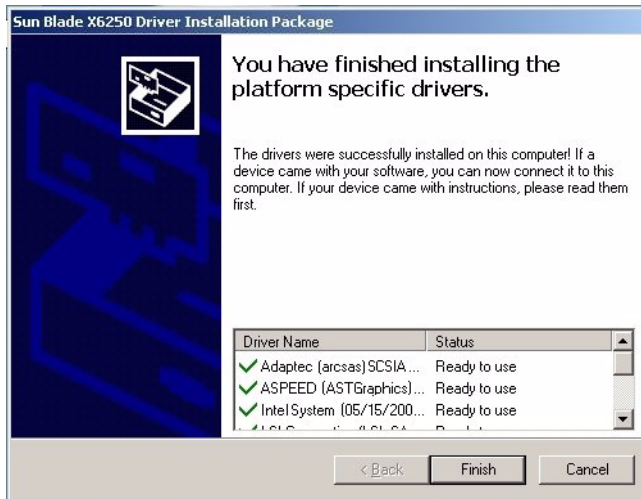 Sun Blade X6250 Driver Installation Package
You have finished installing the
platform specific drivers.
The drivers were successfully installed on this computer! If a
device came with your software, you can now connect it to this
computer. If your device came with instructions, please read them
first.
Driver Name Status
Adaptec (arcsas) SCSIA... Ready to use
ASPEED (ASTGraphics)... Ready to use
Intel System (05/15/200... Ready to use
< Back Finish Cancel